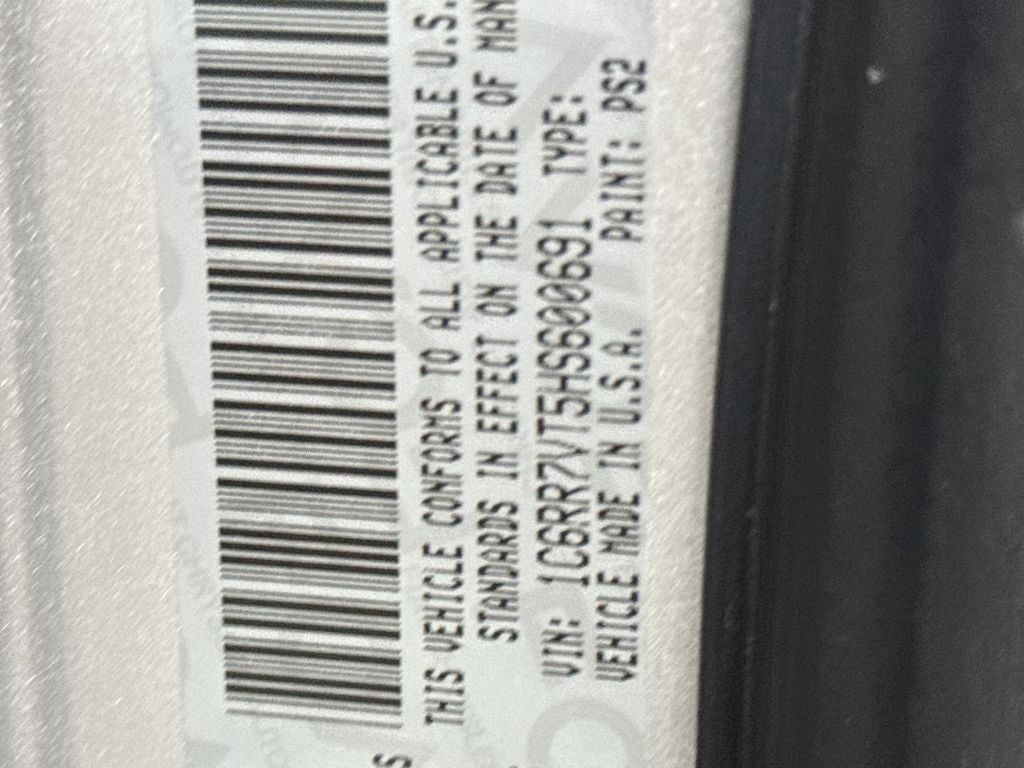 THIS VEHICLE CONFORMS TO ALL APPLICABLE U.S.
STANDARDS IN EFFECT ON THE DATE OF MAN
VIN: 1C6RR7VT5HS600691 TYPE:
VEHICLE MADE IN U.S.A. PAINT: PS2